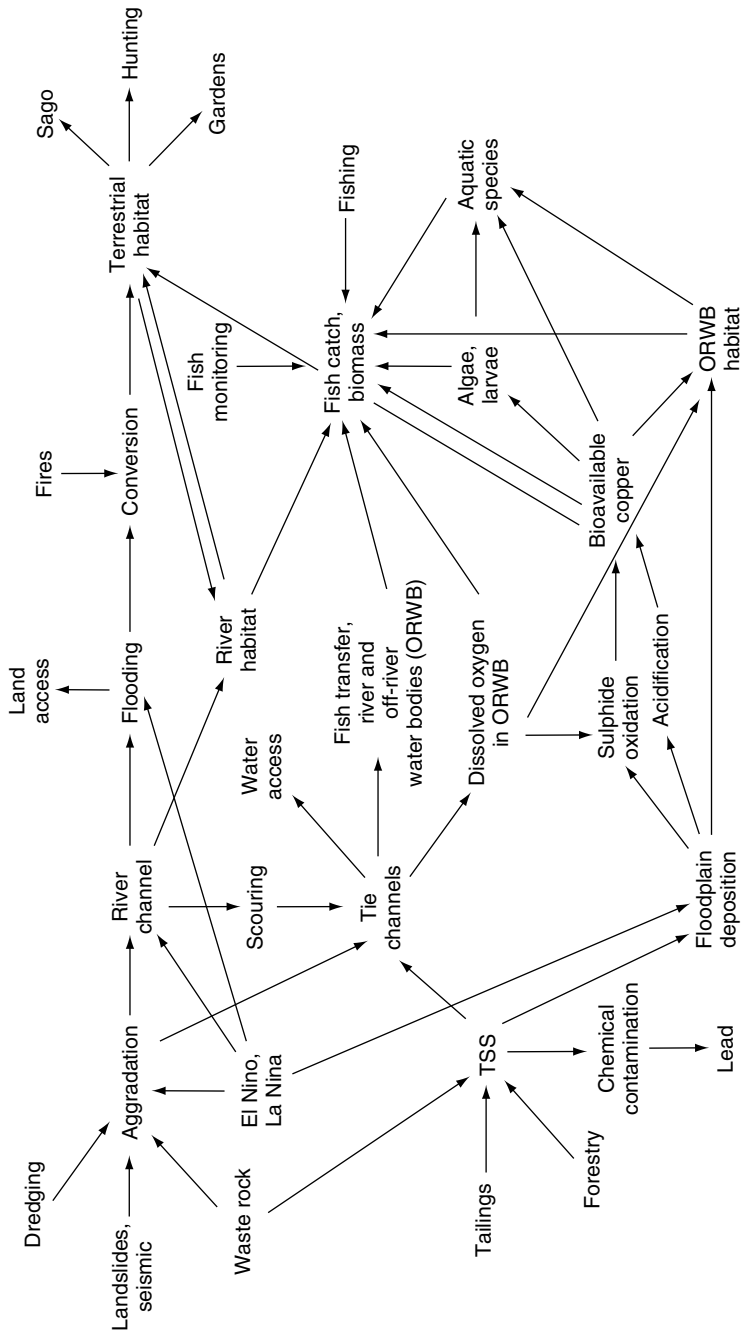 Dredging
Landslides,
seismic
Waste rock
Tailings
Forestry
Aggradation
El Nino,
La Nina
TSS
Chemical
contamination
Lead
River
channel
Scouring
Tie
channels
Floodplain
deposition
Land
access
Flooding
River
habitat
Water
access
Fish transfer,
river and
off-river
water bodies (ORWB)
Dissolved oxygen
in ORWB
Sulphide
oxidation
Acidification
Fires
Conversion
Bioavailable
copper
Fish
monitoring
Fish catch,
biomass
Algae,
larvae
ORWB
habitat
Terrestrial
habitat
Fishing
Aquatic
species
Sago
Hunting
Gardens